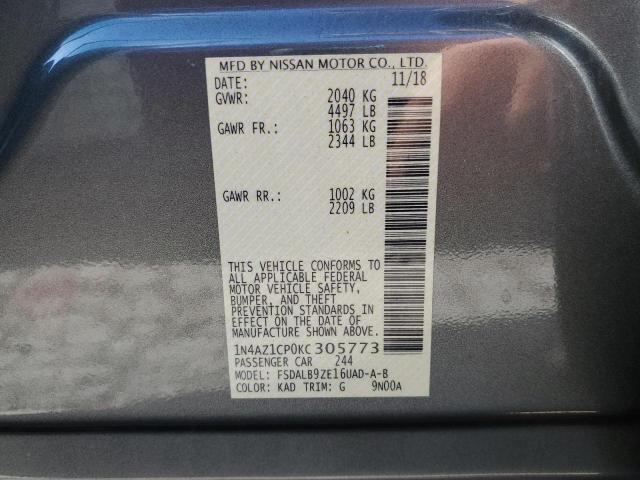 MFD BY NISSAN MOTOR CO., LTD.
DATE: 11/18
GVWR: 2040 KG
4497 LB
GAWR FR.: 1063 KG
2344 LB
GAWR RR.: 1002 KG
2209 LB
THIS VEHICLE CONFORMS TO
ALL APPLICABLE FEDERAL
MOTOR VEHICLE SAFETY,
BUMPER, AND THEFT
PREVENTION STANDARDS
IN EFFECT ON THE DATE OF
MANUFACTURE SHOWN ABOVE.
1N4AZ1CP0KC305773
PASSENGER CAR 244
MODEL: FSDALB9ZE16UAD-A-B
COLOR: KAD TRIM: G 9N00A